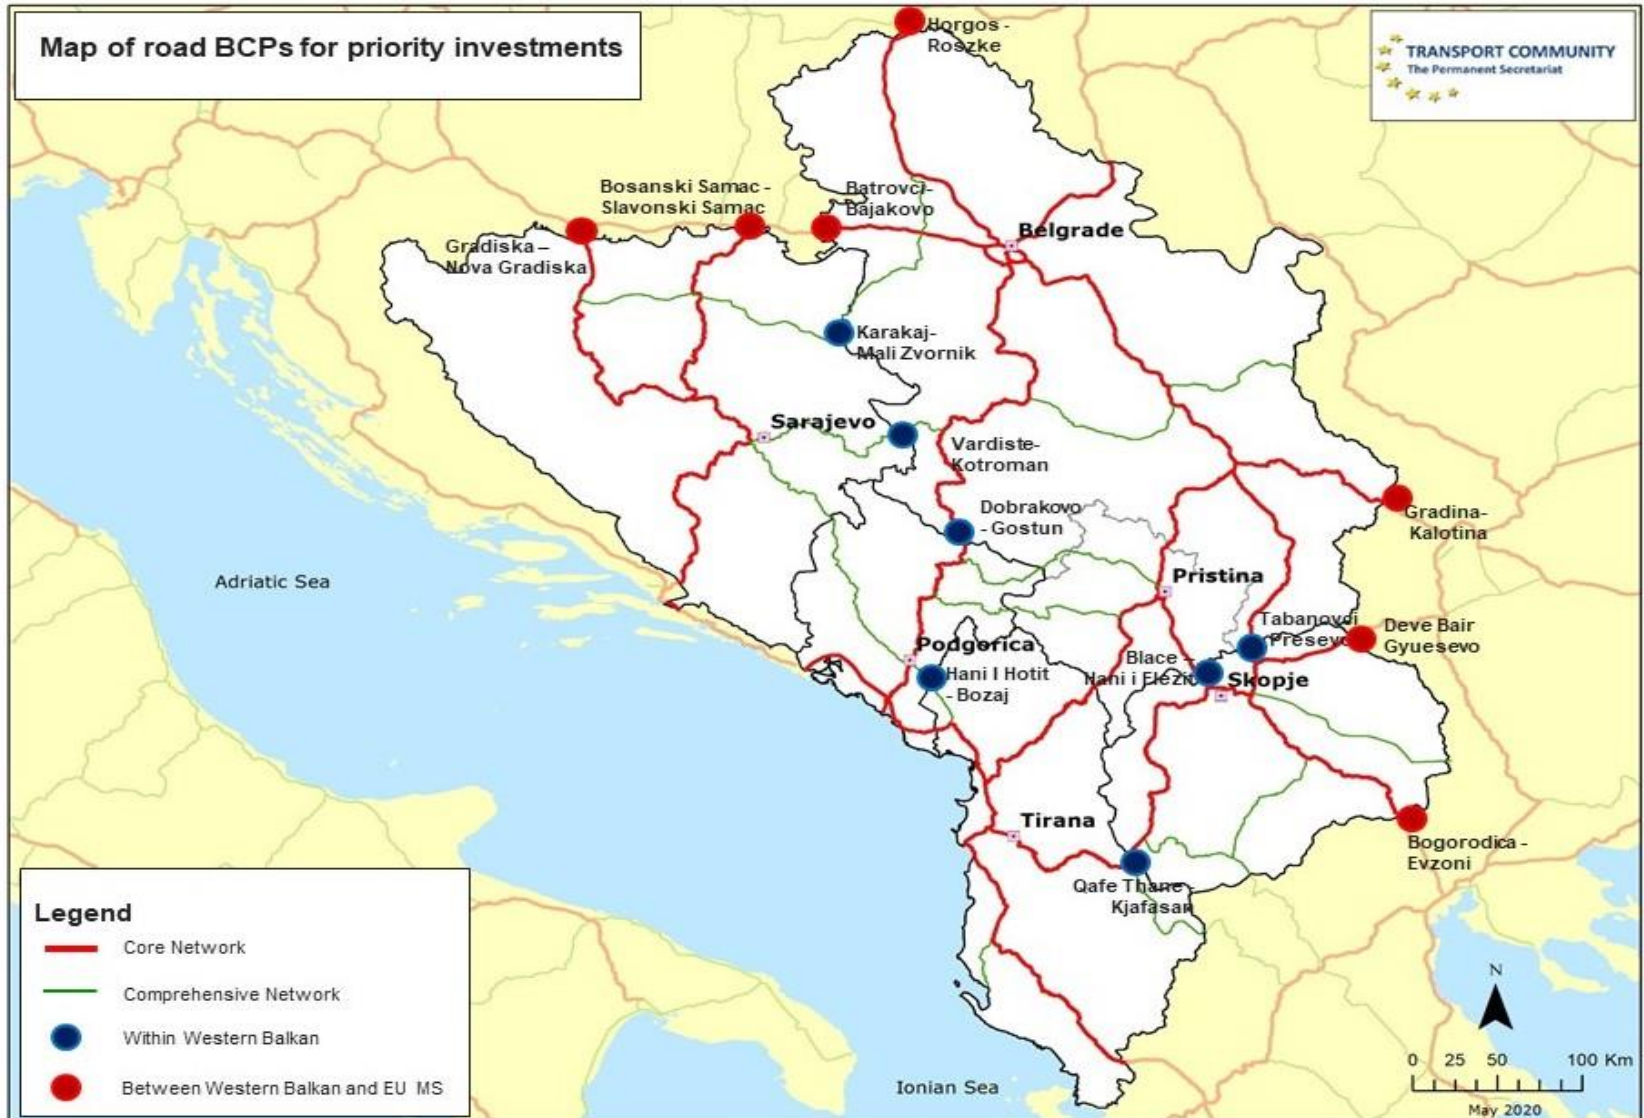 Map of road BCPs for priority investments
TRANSPORT COMMUNITY
The Permanent Secretariat
Horgos -
Roszke
Bosanski Samac -
Slavonski Samac
Batrovci-
Bajakovo
Gradiska –
Nova Gradiska
Belgrade
Karakaj-
Mali Zvornik
Sarajevo
Vardiste-
Kotroman
Dobrakovo
- Gostun
Gradina-
Kalotina
Adriatic Sea
Pristina
Tabanovci
Presevo
Deve Bair
Gyuesevo
Podgorica
Blace –
Hani i Elezit
Hani I Hotit
- Bozaj
Skopje
Tirana
Bogorodica -
Evzoni
Qafe Thane -
Kjafasan
Legend
Core Network
Comprehensive Network
Within Western Balkan
Between Western Balkan and EU MS
Ionian Sea
N
0 25 50 100 Km
May 2020